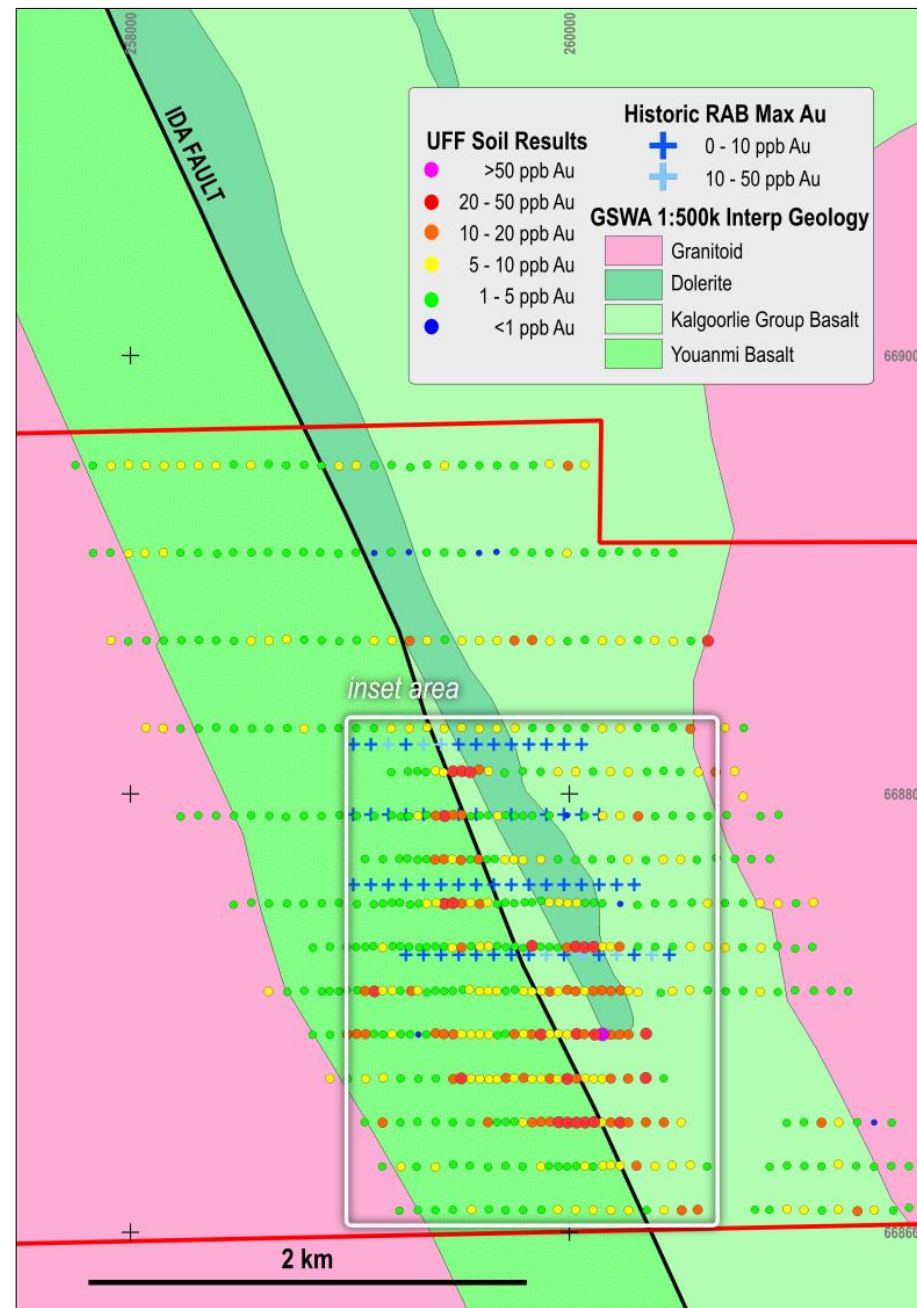 258000
260000
IDA FAULT
UFF Soil Results
>50 ppb Au
20 - 50 ppb Au
10 - 20 ppb Au
5 - 10 ppb Au
1 - 5 ppb Au
<1 ppb Au
Historic RAB Max Au
0 - 10 ppb Au
10 - 50 ppb Au
GSWA 1:500k Interp Geology
Granitoid
Dolerite
Kalgoorlie Group Basalt
Youanmi Basalt
66900
inset area
66880
66860
2 km